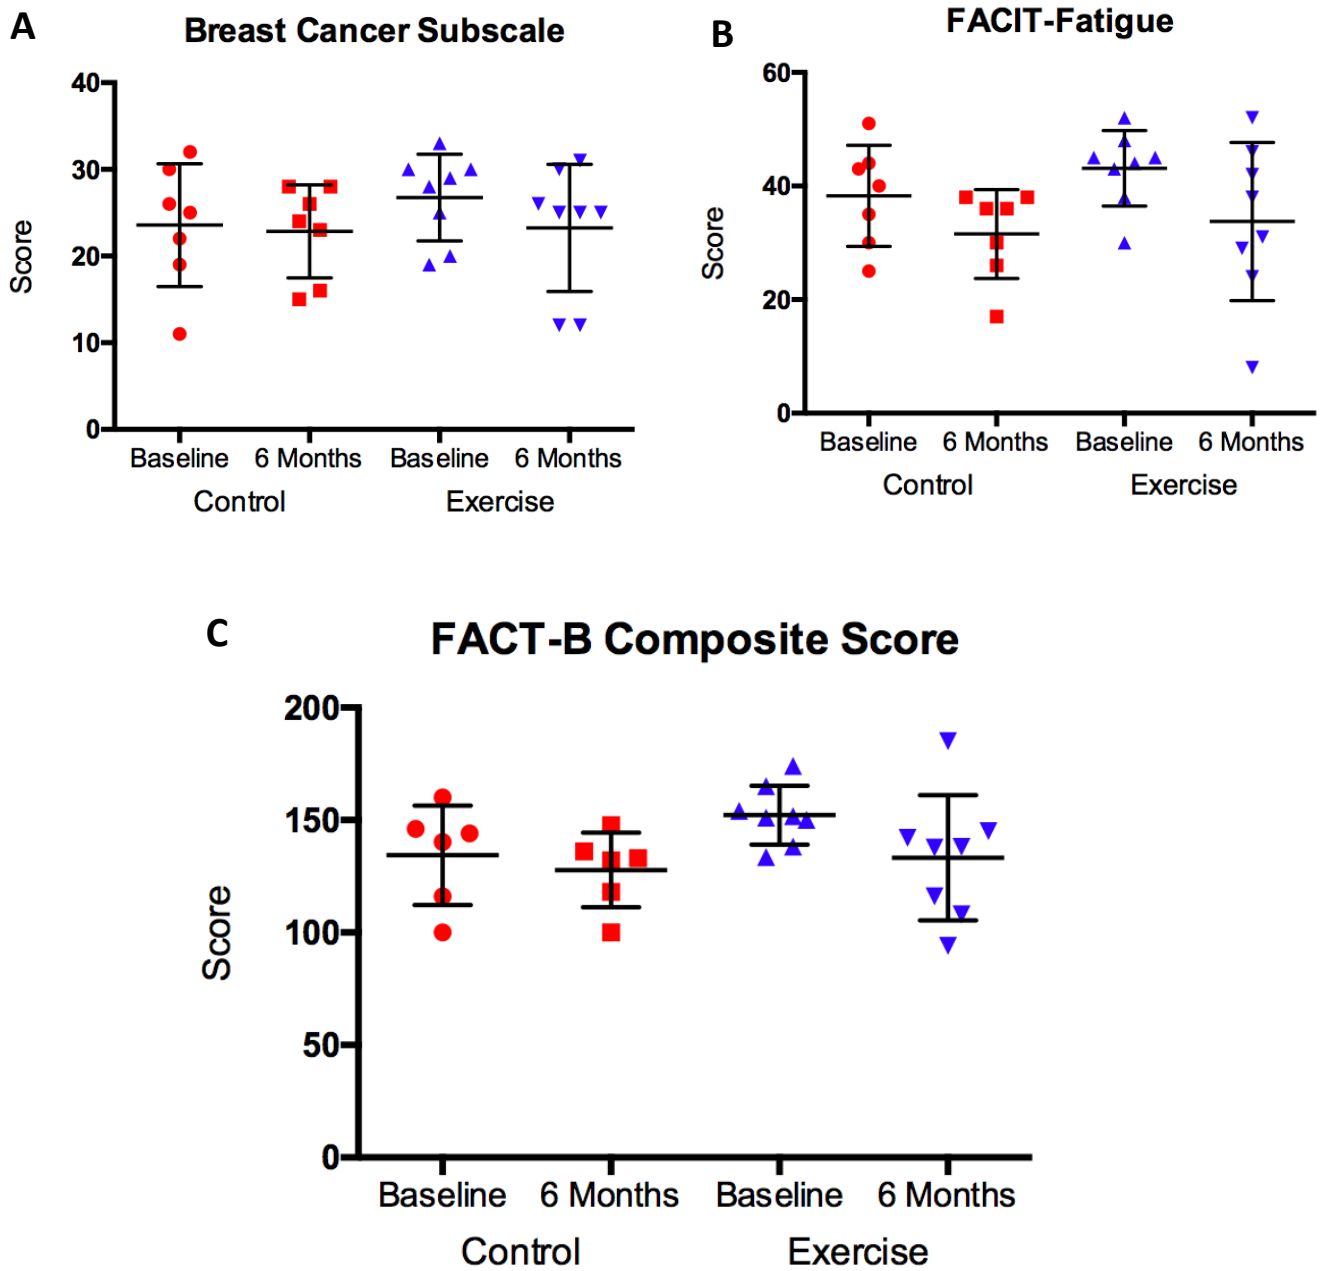 A
Breast Cancer Subscale
Score
40
30
20
10
0
Baseline 6 Months Baseline 6 Months
Control Exercise
B
FACIT-Fatigue
Score
60
40
20
0
Baseline 6 Months Baseline 6 Months
Control Exercise
C
FACT-B Composite Score
Score
200
150
100
50
0
Baseline 6 Months Baseline 6 Months
Control Exercise